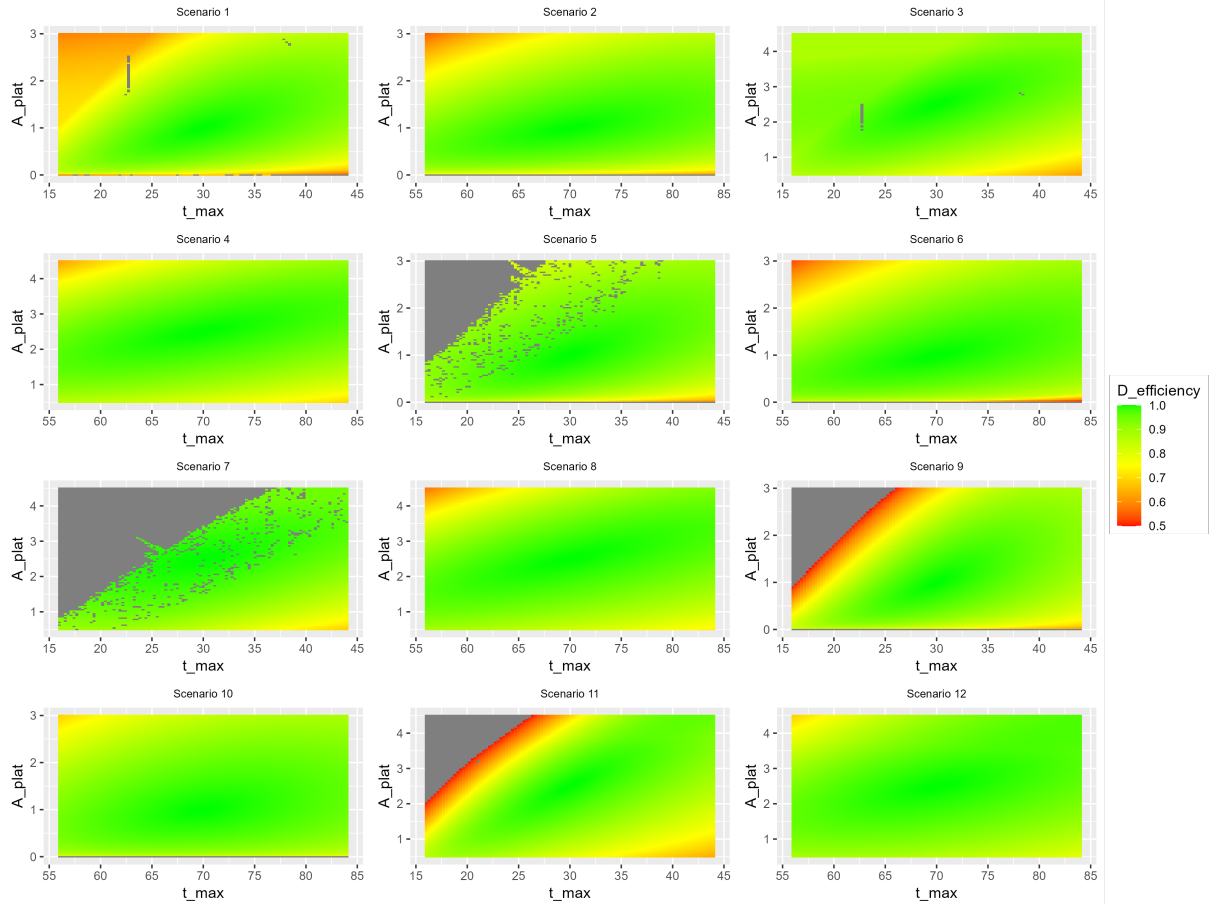 Scenario 1
Scenario 2
Scenario 3
3
2
1
0
A_plat
15 20 25 30 35 40 45
t_max
3
2
1
0
A_plat
55 60 65 70 75 80 85
t_max
4
3
2
1
A_plat
15 20 25 30 35 40 45
t_max
Scenario 4
Scenario 5
Scenario 6
4
3
2
1
A_plat
55 60 65 70 75 80 85
t_max
3
2
1
0
A_plat
15 20 25 30 35 40 45
t_max
3
2
1
0
A_plat
55 60 65 70 75 80 85
t_max
D_efficiency
1.0
0.9
0.8
0.7
0.6
0.5
Scenario 7
Scenario 8
Scenario 9
4
3
2
1
A_plat
15 20 25 30 35 40 45
t_max
4
3
2
1
A_plat
55 60 65 70 75 80 85
t_max
3
2
1
0
A_plat
15 20 25 30 35 40 45
t_max
Scenario 10
Scenario 11
Scenario 12
3
2
1
0
A_plat
55 60 65 70 75 80 85
t_max
4
3
2
1
A_plat
15 20 25 30 35 40 45
t_max
4
3
2
1
A_plat
55 60 65 70 75 80 85
t_max